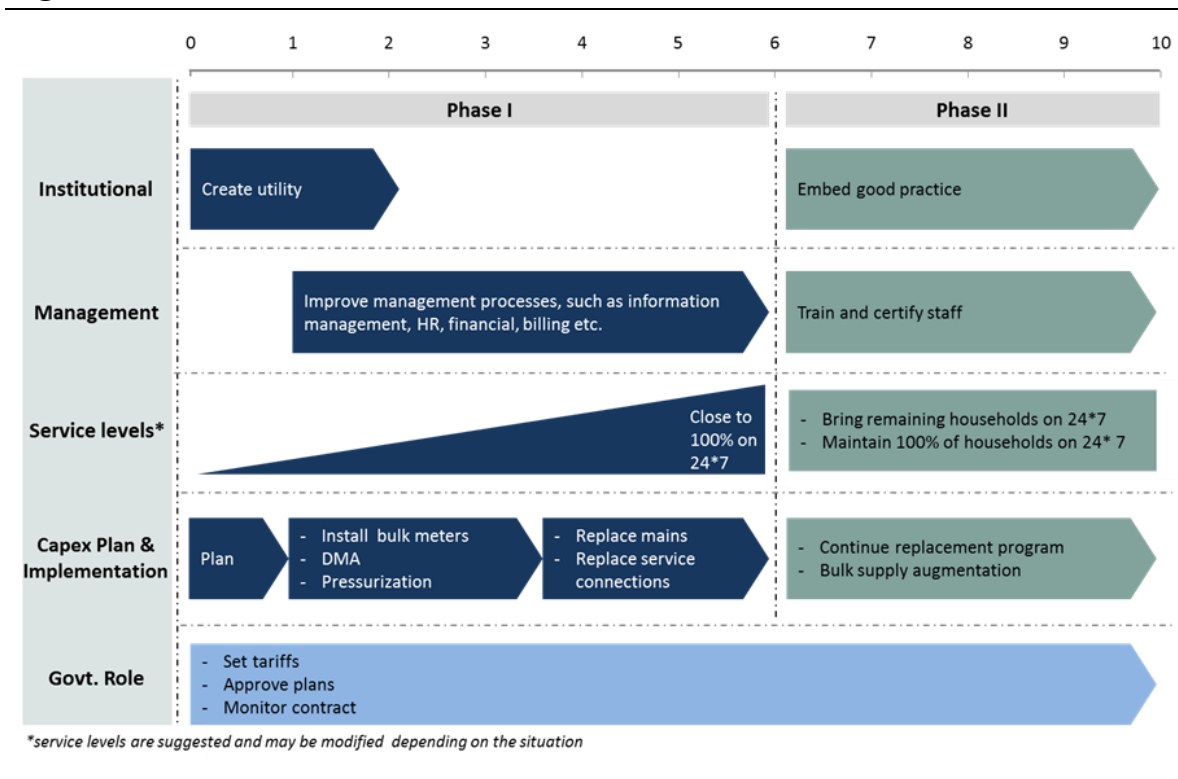 0 1 2 3 4 5 6 7 8 9 10
Phase I
Phase II
Institutional
Create utility
Embed good practice
Management
Improve management processes, such as information
management, HR, financial, billing etc.
Train and certify staff
Service levels*
Close to
100% on
24*7
- Bring remaining households on 24*7
- Maintain 100% of households on 24* 7
Capex Plan &
Implementation
Plan
- Install bulk meters
- DMA
- Pressurization
- Replace mains
- Replace service
connections
- Continue replacement program
- Bulk supply augmentation
Govt. Role
- Set tariffs
- Approve plans
- Monitor contract
*service levels are suggested and may be modified depending on the situation